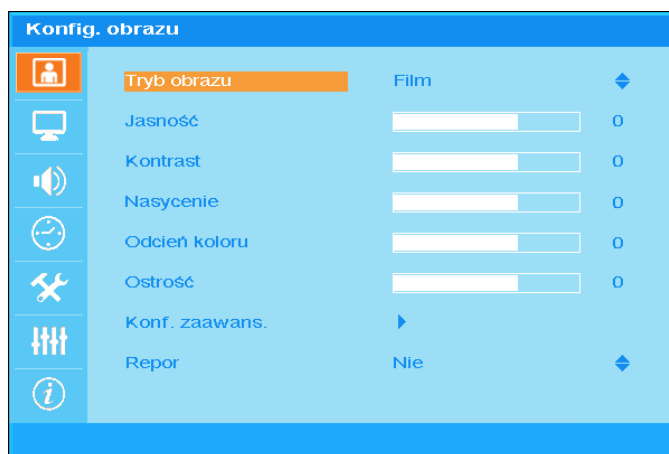 Konfig. obrazu
Tryb obrazu Film
Jasność 0
Kontrast 0
Nasycenie 0
Odcień koloru 0
Ostrość 0
Konf. zaawans.
Repor Nie
i